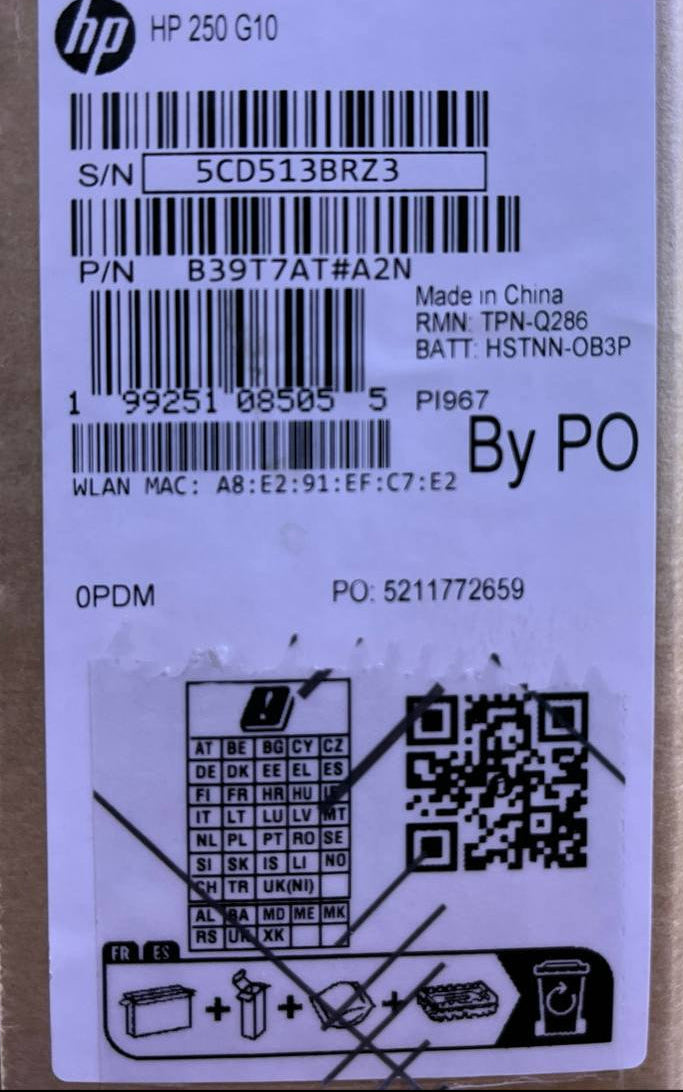 hp HP 250 G10
S/N 5CD513BRZ3
P/N B39T7AT#A2N
Made in China
RMN: TPN-Q286
BATT: HSTNN-OB3P
1 99251 08505 5 PI967
By PO
WLAN MAC: A8:E2:91:EF:C7:E2
0PDM PO: 5211772659
AT BE BG CY CZ
DE DK EE EL ES
FI FR HR HU IE
IT LT LU LV MT
NL PL PT RO SE
SI SK IS LI NO
CH TR UK(NI)
AL BA MD ME MK
RS XK
FR ES